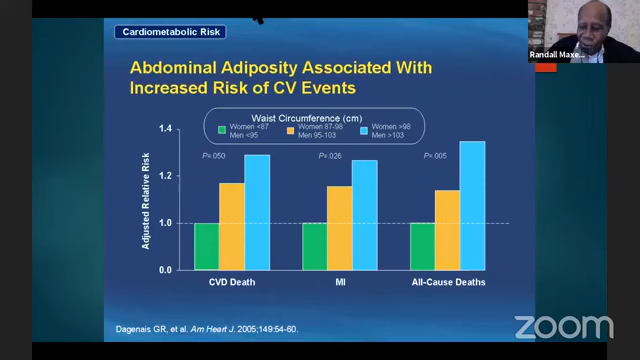 Cardiometabolic Risk
Abdominal Adiposity Associated With
Increased Risk of CV Events
Waist Circumference (cm)
Women <87
Men <95
Women 87-98
Men 95-103
Women >98
Men >103
Adjusted Relative Risk
1.4
1.2
1.0
0.0
P=.050
P=.026
P=.005
CVD Death
MI
All-Cause Deaths
Dagenais GR, et al. Am Heart J. 2005;149:54-60.
Randall Maxe...
zoom